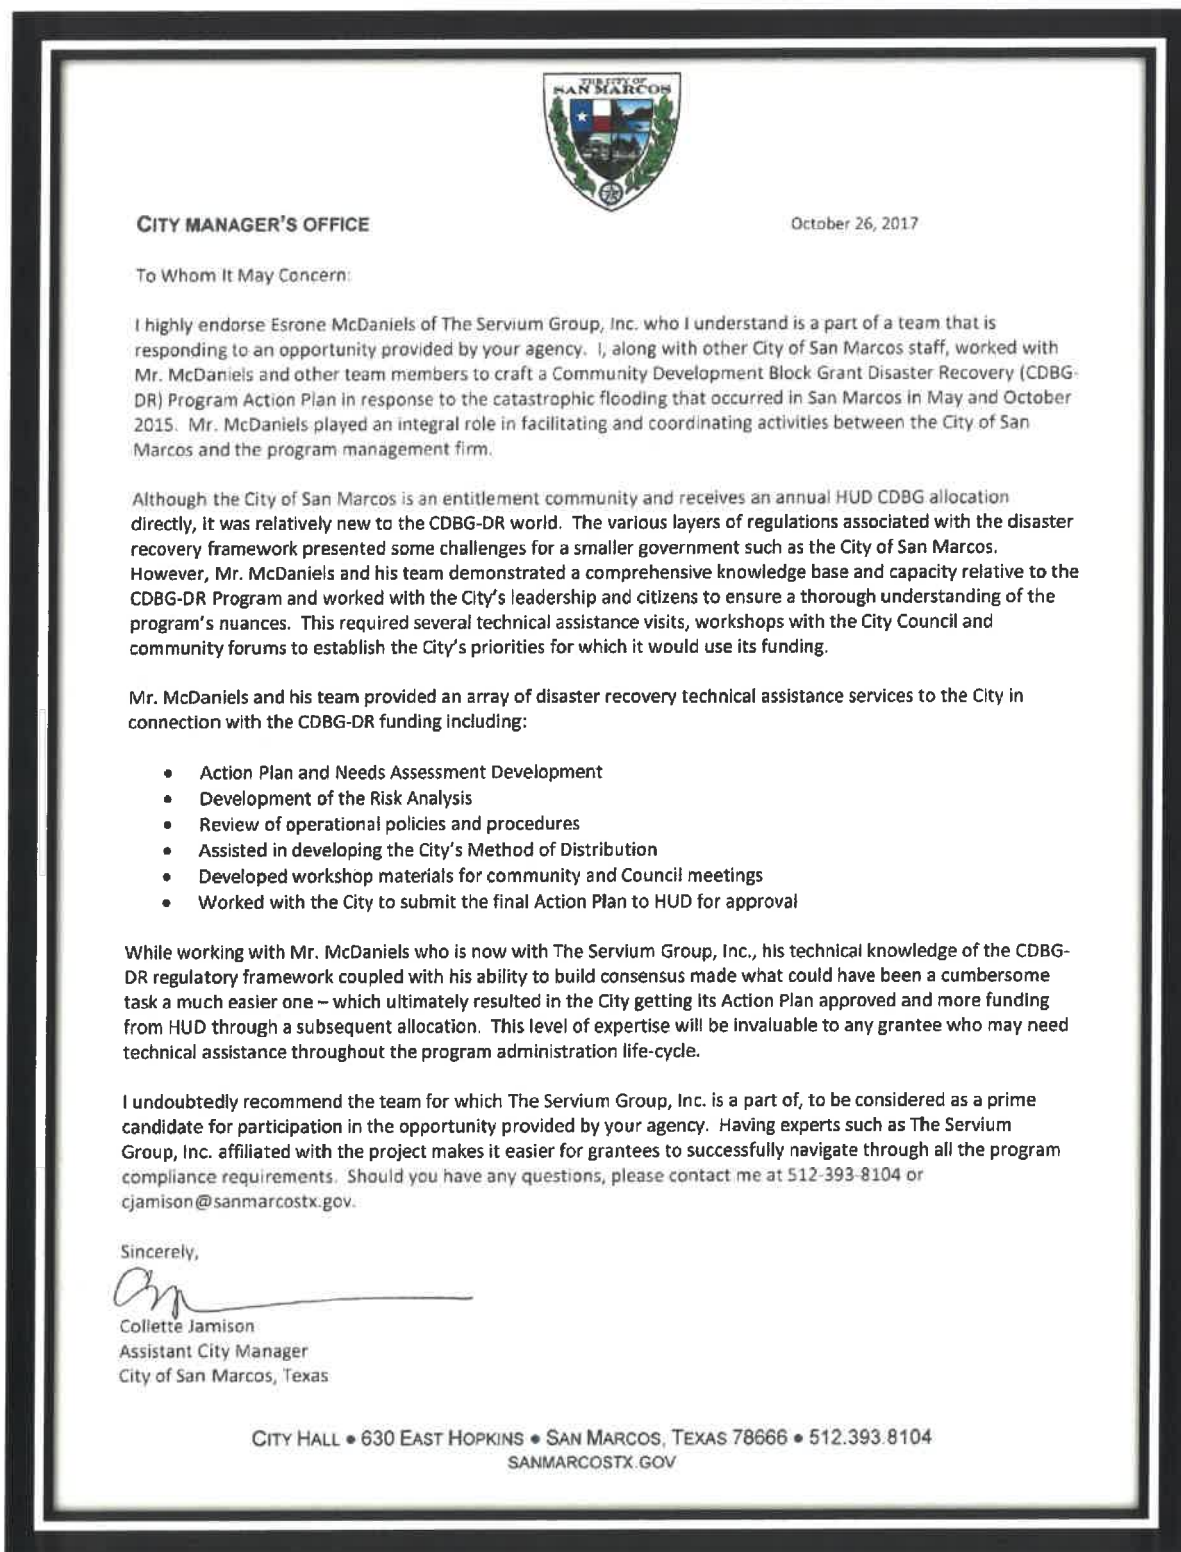 THE CITY OF
SAN MARCOS
CITY MANAGER'S OFFICE
October 26, 2017
To Whom It May Concern:
I highly endorse Esrone McDaniels of The Servium Group, Inc. who I understand is a part of a team that is
responding to an opportunity provided by your agency. I, along with other City of San Marcos staff, worked with
Mr. McDaniels and other team members to craft a Community Development Block Grant Disaster Recovery (CDBG-
DR) Program Action Plan in response to the catastrophic flooding that occurred in San Marcos in May and October
2015. Mr. McDaniels played an integral role in facilitating and coordinating activities between the City of San
Marcos and the program management firm.
Although the City of San Marcos is an entitlement community and receives an annual HUD CDBG allocation
directly, it was relatively new to the CDBG-DR world. The various layers of regulations associated with the disaster
recovery framework presented some challenges for a smaller government such as the City of San Marcos.
However, Mr. McDaniels and his team demonstrated a comprehensive knowledge base and capacity relative to the
CDBG-DR Program and worked with the City's leadership and citizens to ensure a thorough understanding of the
program's nuances. This required several technical assistance visits, workshops with the City Council and
community forums to establish the City's priorities for which it would use its funding.
Mr. McDaniels and his team provided an array of disaster recovery technical assistance services to the City in
connection with the CDBG-DR funding including:
• Action Plan and Needs Assessment Development
• Development of the Risk Analysis
• Review of operational policies and procedures
• Assisted in developing the City's Method of Distribution
• Developed workshop materials for community and Council meetings
• Worked with the City to submit the final Action Plan to HUD for approval
While working with Mr. McDaniels who is now with The Servium Group, Inc., his technical knowledge of the CDBG-
DR regulatory framework coupled with his ability to build consensus made what could have been a cumbersome
task a much easier one – which ultimately resulted in the City getting its Action Plan approved and more funding
from HUD through a subsequent allocation. This level of expertise will be invaluable to any grantee who may need
technical assistance throughout the program administration life-cycle.
I undoubtedly recommend the team for which The Servium Group, Inc. is a part of, to be considered as a prime
candidate for participation in the opportunity provided by your agency. Having experts such as The Servium
Group, Inc. affiliated with the project makes it easier for grantees to successfully navigate through all the program
compliance requirements. Should you have any questions, please contact me at 512-393-8104 or
cjamison@sanmarcostx.gov.
Sincerely,
Collette Jamison
Assistant City Manager
City of San Marcos, Texas
CITY HALL • 630 EAST HOPKINS • SAN MARCOS, TEXAS 78666 • 512.393.8104
SANMARCOSTX.GOV